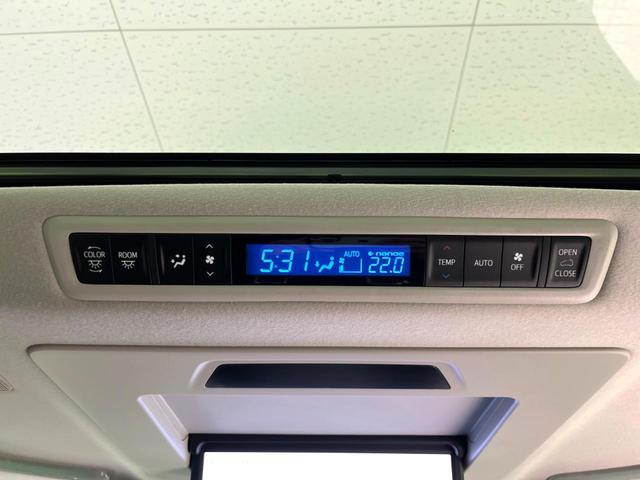 COLOR
ROOM
5:31
AUTO
nanoe
22.0
TEMP
AUTO
OFF
OPEN
CLOSE